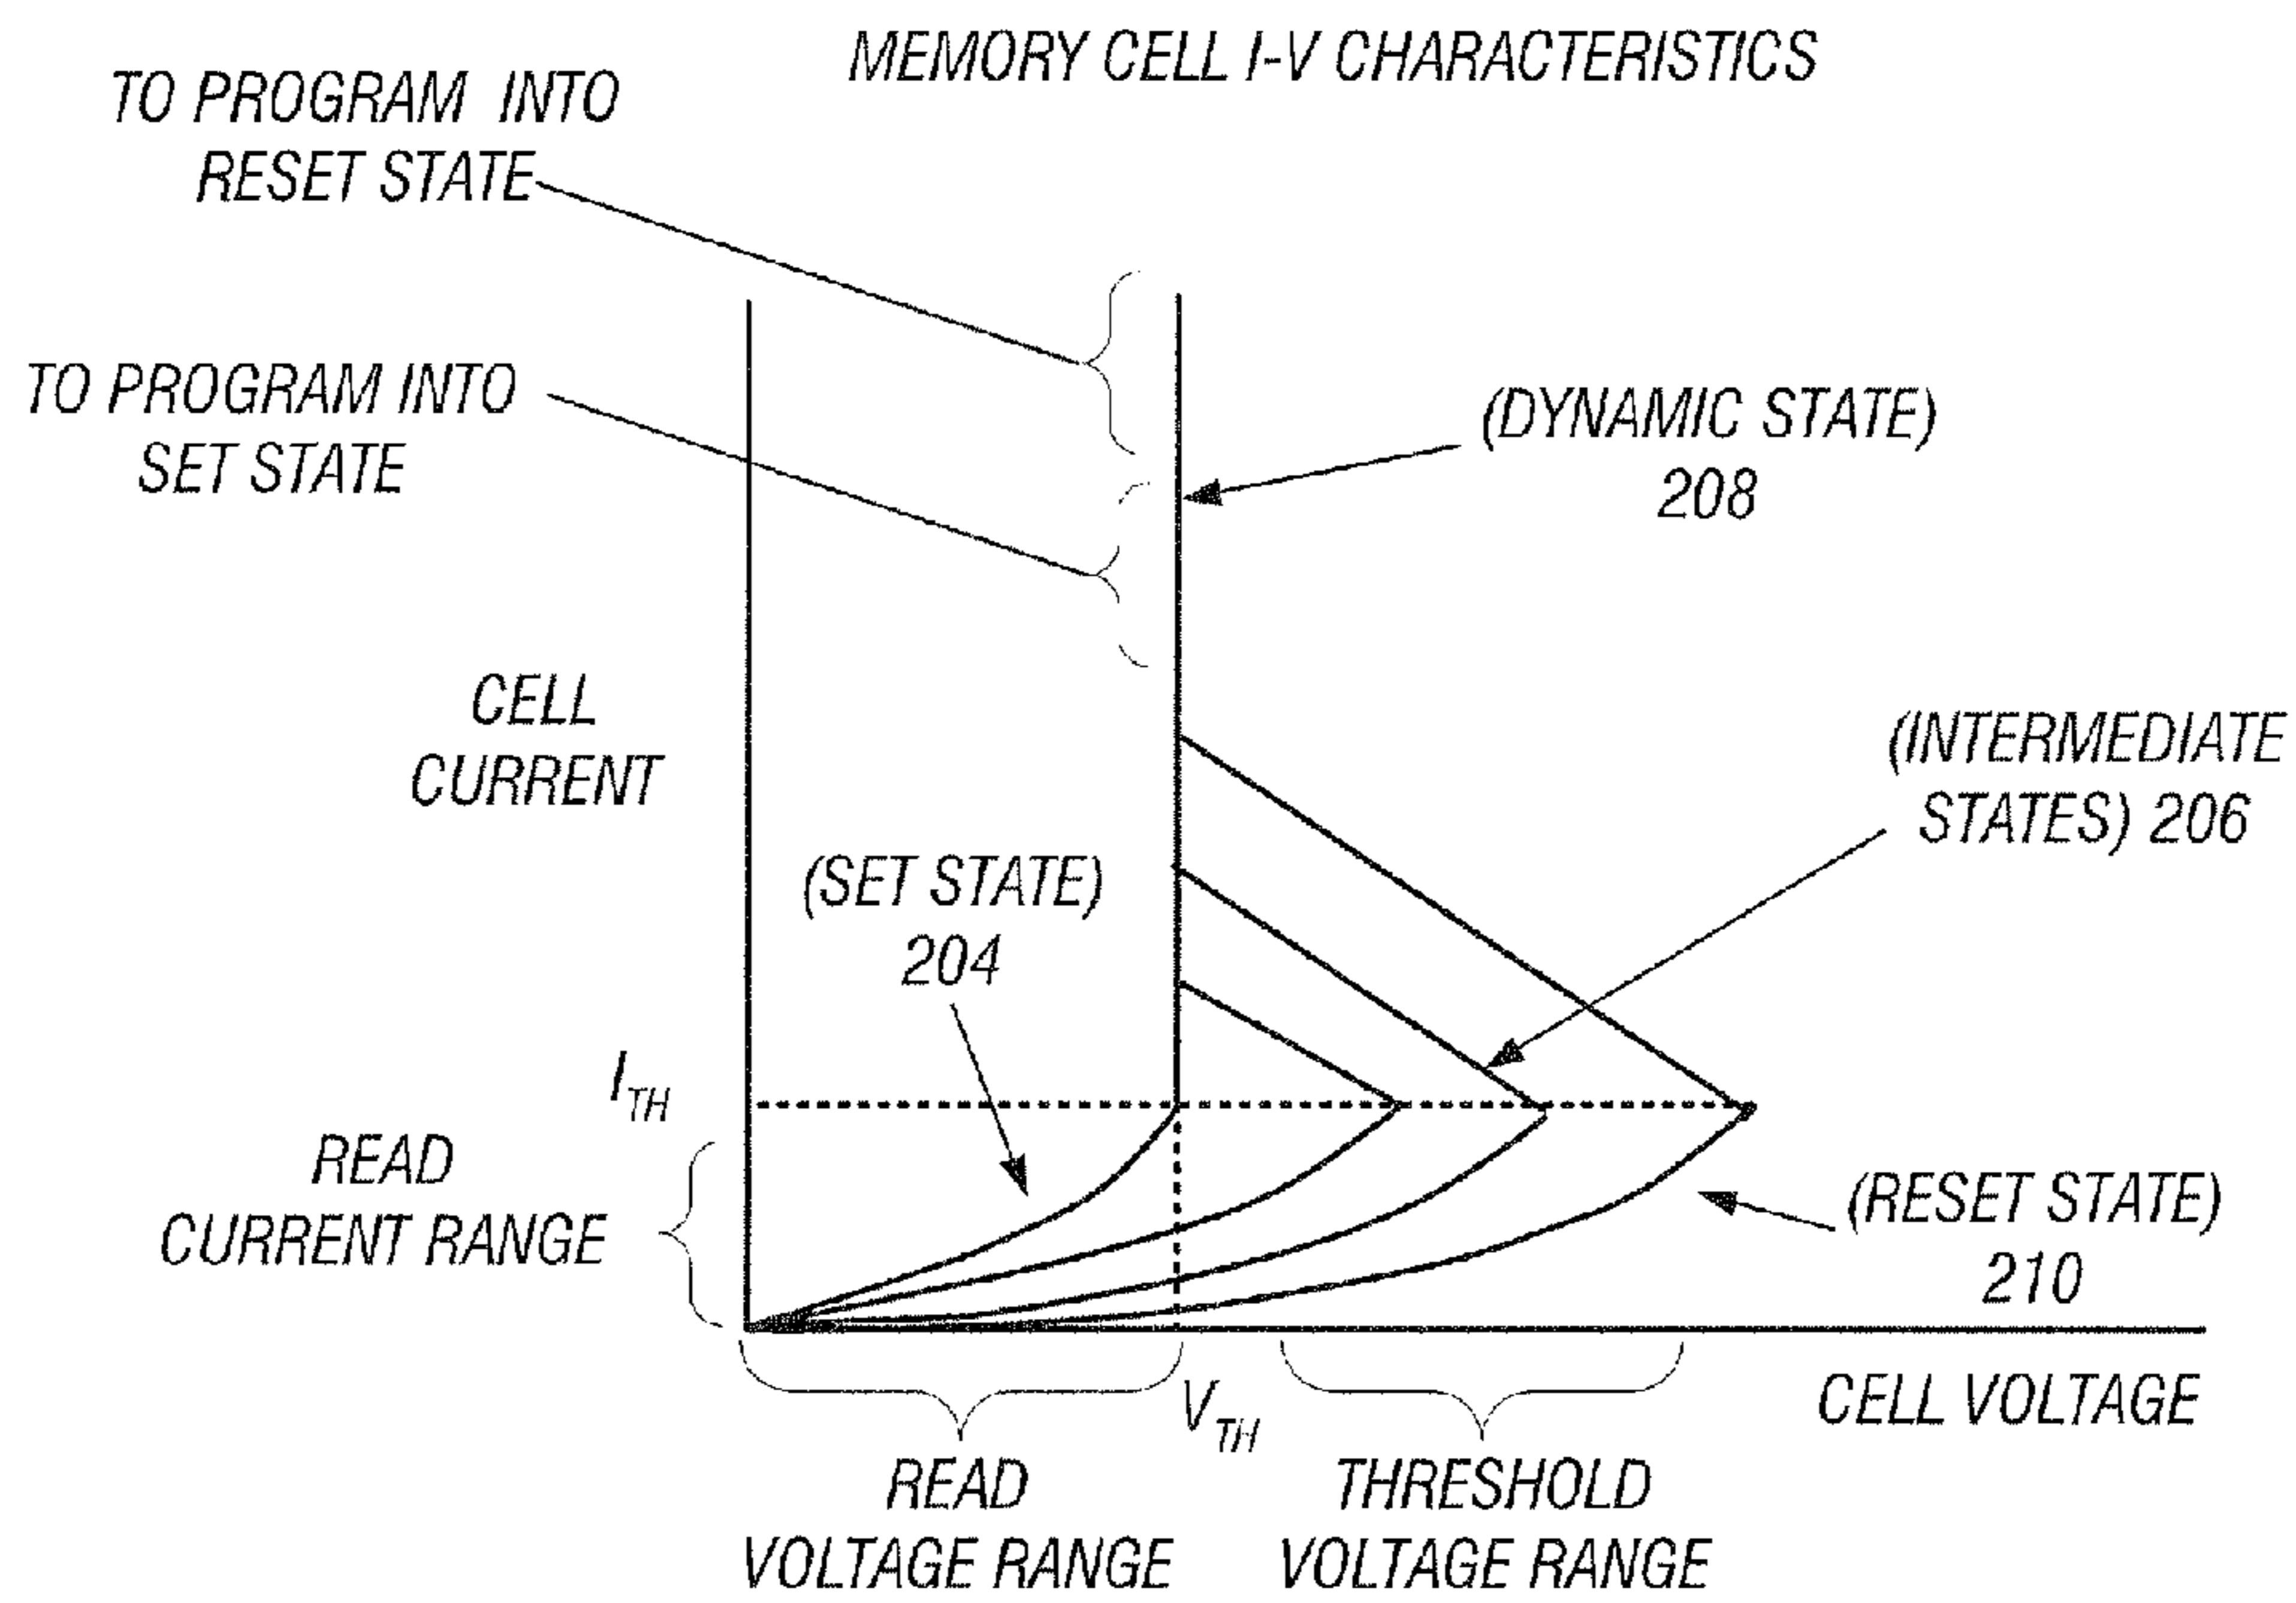 MEMORY CELL I-V CHARACTERISTICS
TO PROGRAM INTO
RESET STATE
TO PROGRAM INTO
SET STATE
(DYNAMIC STATE)
208
CELL
CURRENT
(INTERMEDIATE
STATES) 206
(SET STATE)
204
I_TH
READ
CURRENT RANGE
(RESET STATE)
210
V_TH
CELL VOLTAGE
READ
VOLTAGE RANGE
THRESHOLD
VOLTAGE RANGE